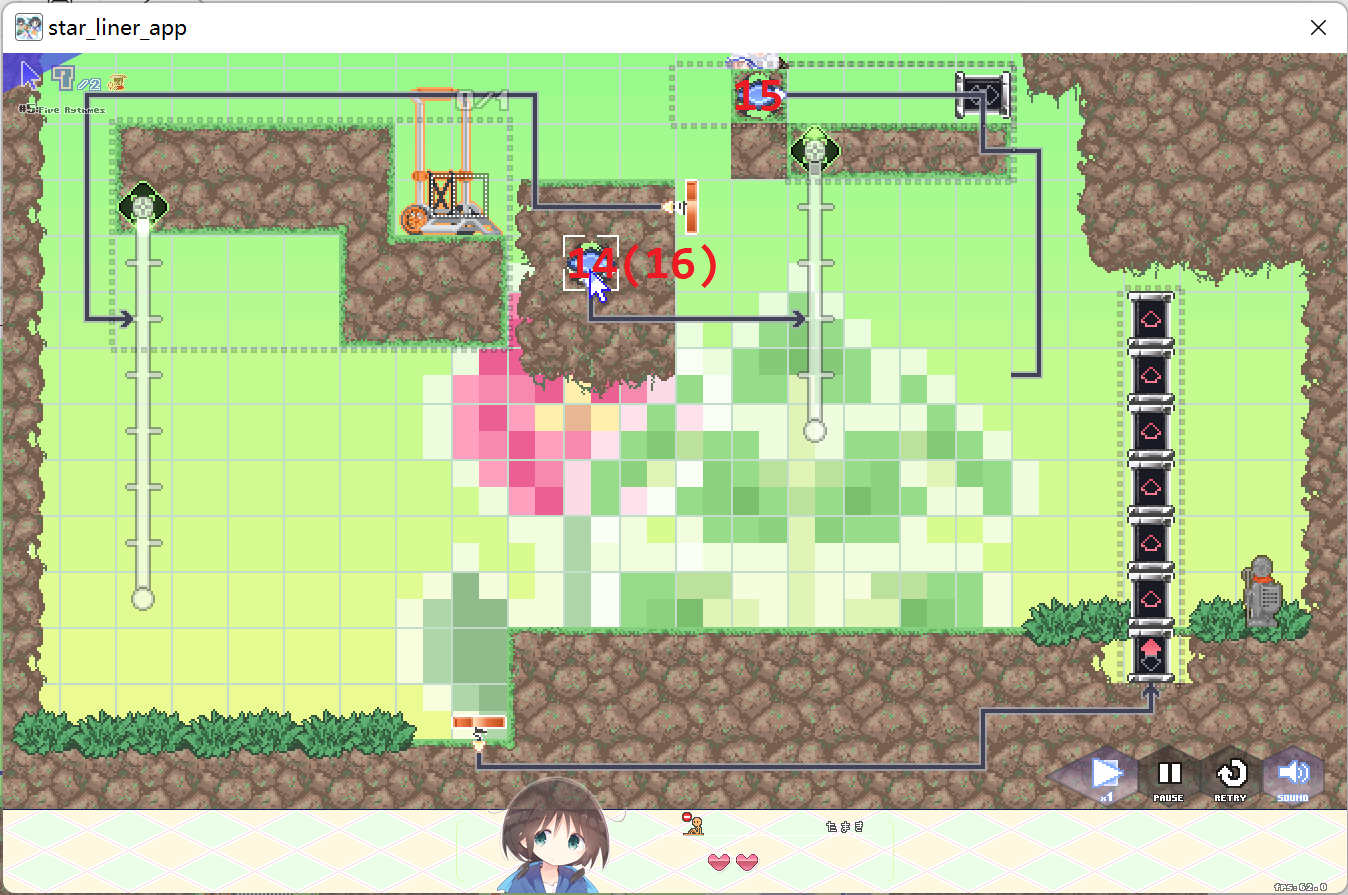 star_liner_app
/2
#5:Five Rythmes
0/1
15
14(16)
x1
PAUSE
RETRY
SOUND
たまき
fps:62.0